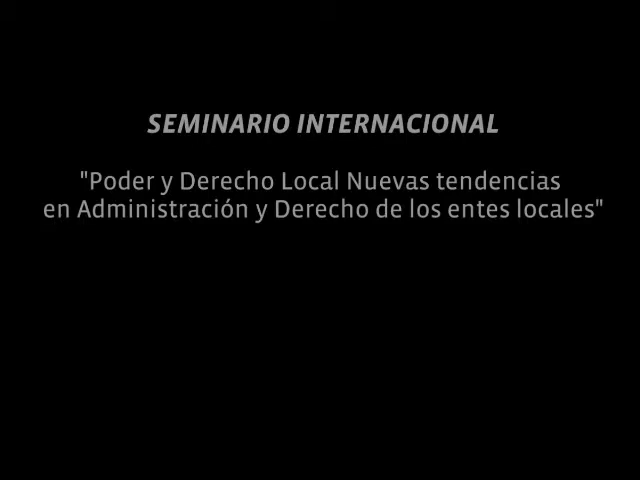 SEMINARIO INTERNACIONAL
"Poder y Derecho Local Nuevas tendencias
en Administración y Derecho de los entes locales"